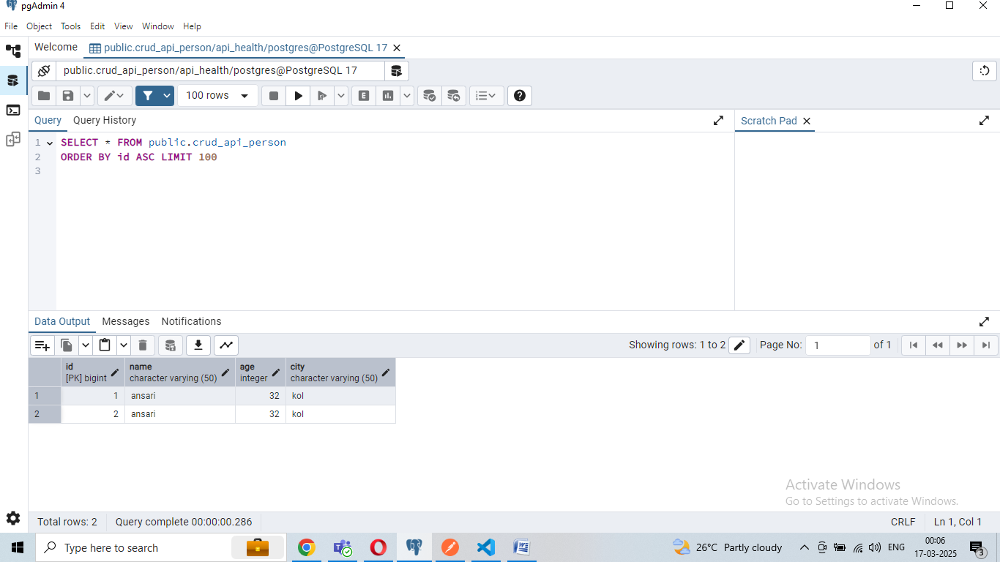 pgAdmin 4
File Object Tools Edit View Window Help
Welcome public.crud_api_person/api_health/postgres@PostgreSQL 17
public.crud_api_person/api_health/postgres@PostgreSQL 17
100 rows E
Query Query History Scratch Pad
1 SELECT * FROM public.crud_api_person
2 ORDER BY id ASC LIMIT 100
3
Data Output Messages Notifications
Showing rows: 1 to 2 Page No: 1 of 1
id name age city
[PK] bigint character varying (50) integer character varying (50)
1 1 ansari 32 kol
2 2 ansari 32 kol
Activate Windows
Go to Settings to activate Windows.
Total rows: 2 Query complete 00:00:00.286 CRLF Ln 1, Col 1
Type here to search 26°C Partly cloudy ENG 00:06
17-03-2025 3